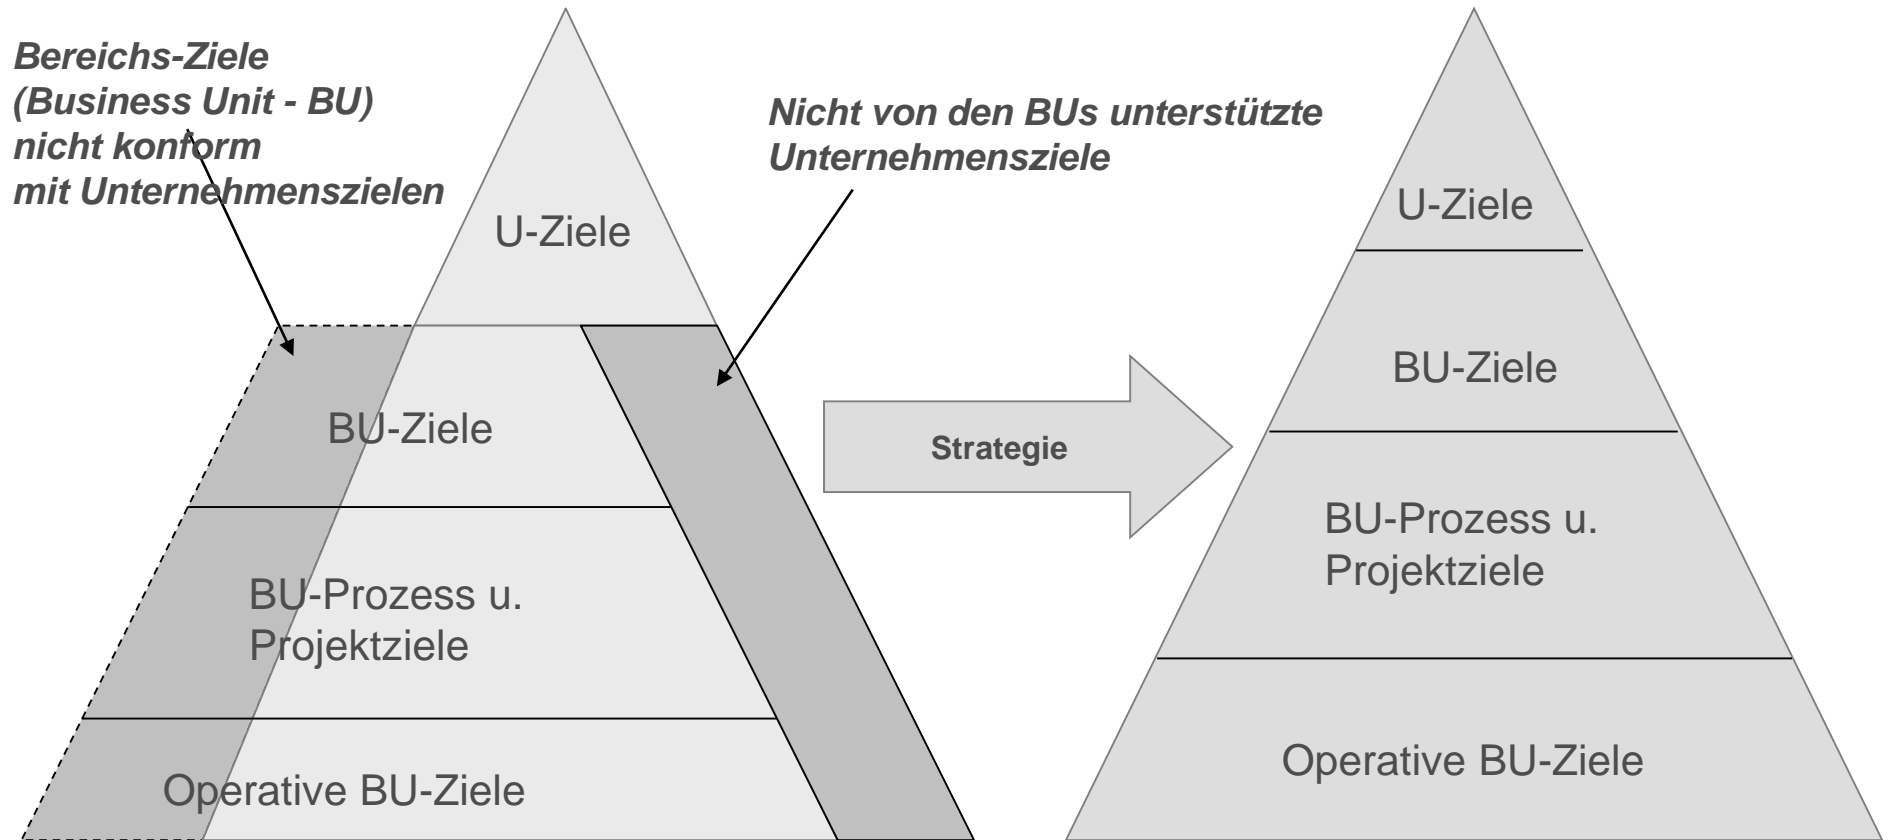 Bereichs-Ziele
(Business Unit - BU)
nicht konform
mit Unternehmenszielen
Nicht von den BUs unterstützte
Unternehmensziele
U-Ziele
BU-Ziele
BU-Prozess u.
Projektziele
Operative BU-Ziele
Strategie
U-Ziele
BU-Ziele
BU-Prozess u.
Projektziele
Operative BU-Ziele